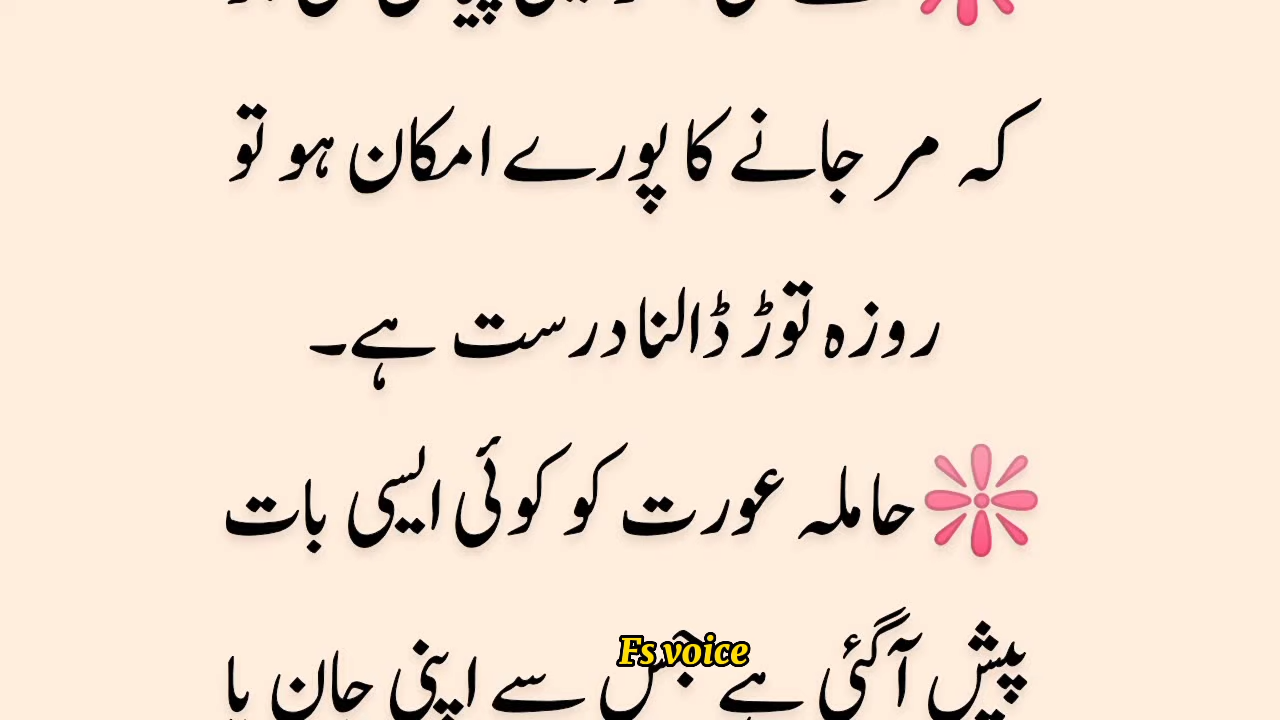 کہ مر جانے کا پورے امکان ہو تو
روزہ توڑ ڈالنا درست ہے۔
حاملہ عورت کو کوئی ایسی بات
پیش آگئی ہے جس سے اپنی جان یا
Fs voice